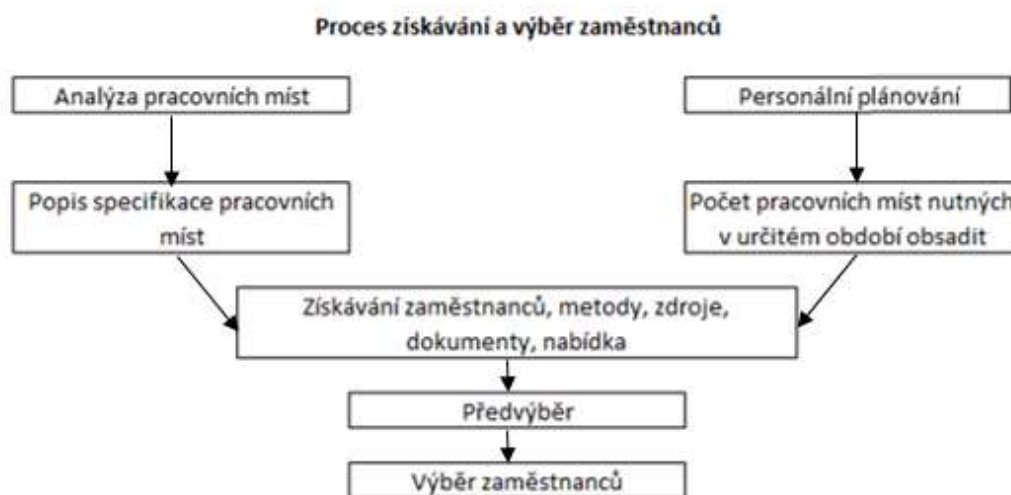 Proces získávání a výběr zaměstnanců
Analýza pracovních míst
Personální plánování
Popis specifikace pracovních
míst
Počet pracovních míst nutných
v určitém období obsadit
Získávání zaměstnanců, metody, zdroje,
dokumenty, nabídka
Předvýběr
Výběr zaměstnanců